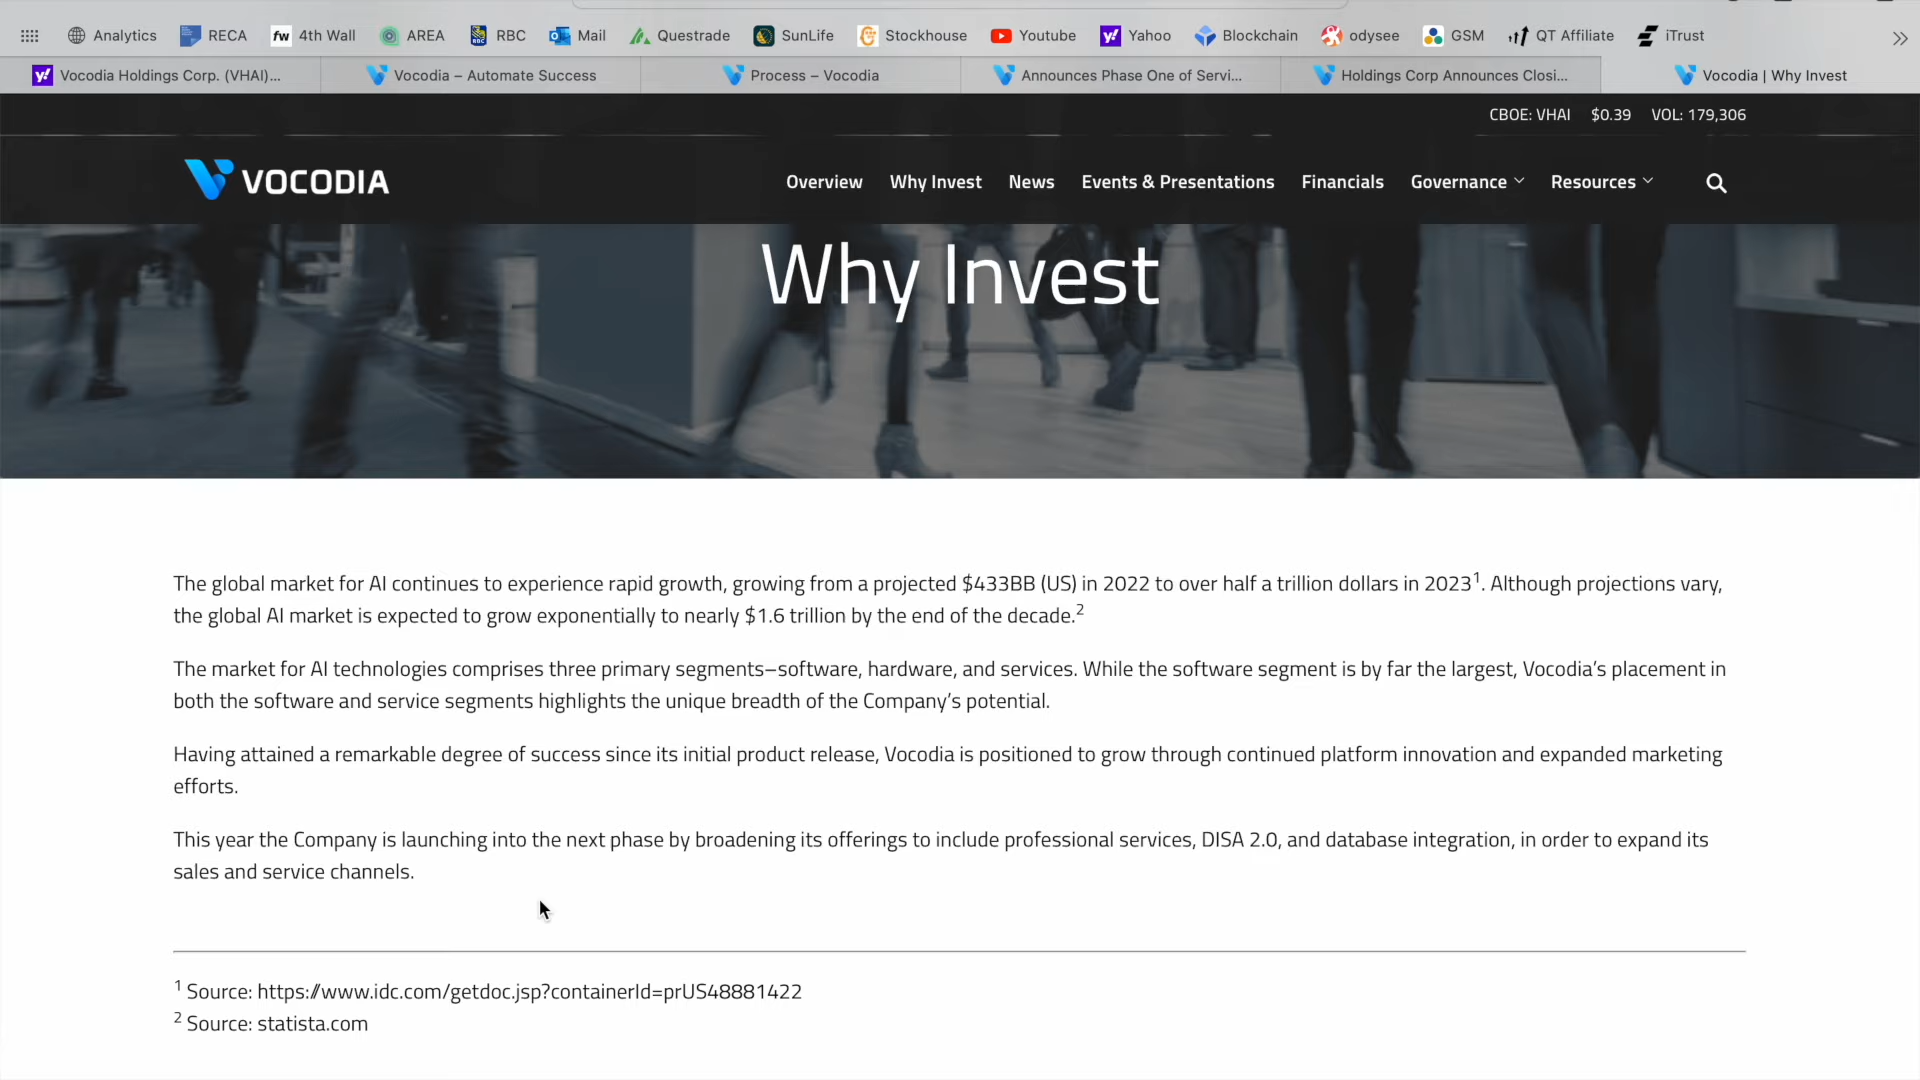 Analytics RECA fw 4th Wall AREA RBC Mail Questrade SunLife Stockhouse Youtube Yahoo Blockchain odysee GSM QT Affiliate iTrust
Vocodia Holdings Corp. (VHAI)... Vocodia – Automate Success Process – Vocodia Announces Phase One of Servi... Holdings Corp Announces Closi... Vocodia | Why Invest
CBOE: VHAI $0.39 VOL: 179,306
VOCODIA Overview Why Invest News Events & Presentations Financials Governance Resources
Why Invest
The global market for AI continues to experience rapid growth, growing from a projected $433BB (US) in 2022 to over half a trillion dollars in 2023¹. Although projections vary,
the global AI market is expected to grow exponentially to nearly $1.6 trillion by the end of the decade.²
The market for AI technologies comprises three primary segments–software, hardware, and services. While the software segment is by far the largest, Vocodia’s placement in
both the software and service segments highlights the unique breadth of the Company’s potential.
Having attained a remarkable degree of success since its initial product release, Vocodia is positioned to grow through continued platform innovation and expanded marketing
efforts.
This year the Company is launching into the next phase by broadening its offerings to include professional services, DISA 2.0, and database integration, in order to expand its
sales and service channels.
¹ Source: https://www.idc.com/getdoc.jsp?containerId=prUS48881422
² Source: statista.com